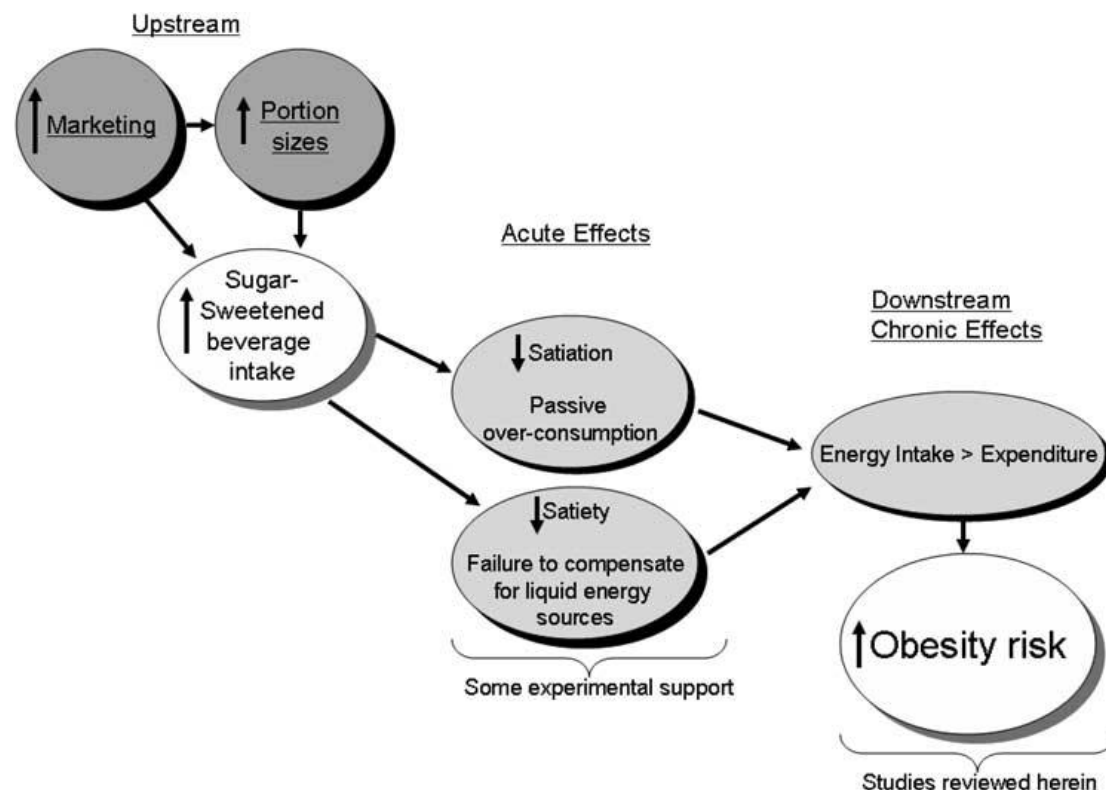 Upstream
Marketing
Portion
sizes
Sugar-
Sweetened
beverage
intake
Acute Effects
Satiation
Passive
over-consumption
Satiety
Failure to compensate
for liquid energy
sources
Some experimental support
Downstream
Chronic Effects
Energy Intake > Expenditure
Obesity risk
Studies reviewed herein